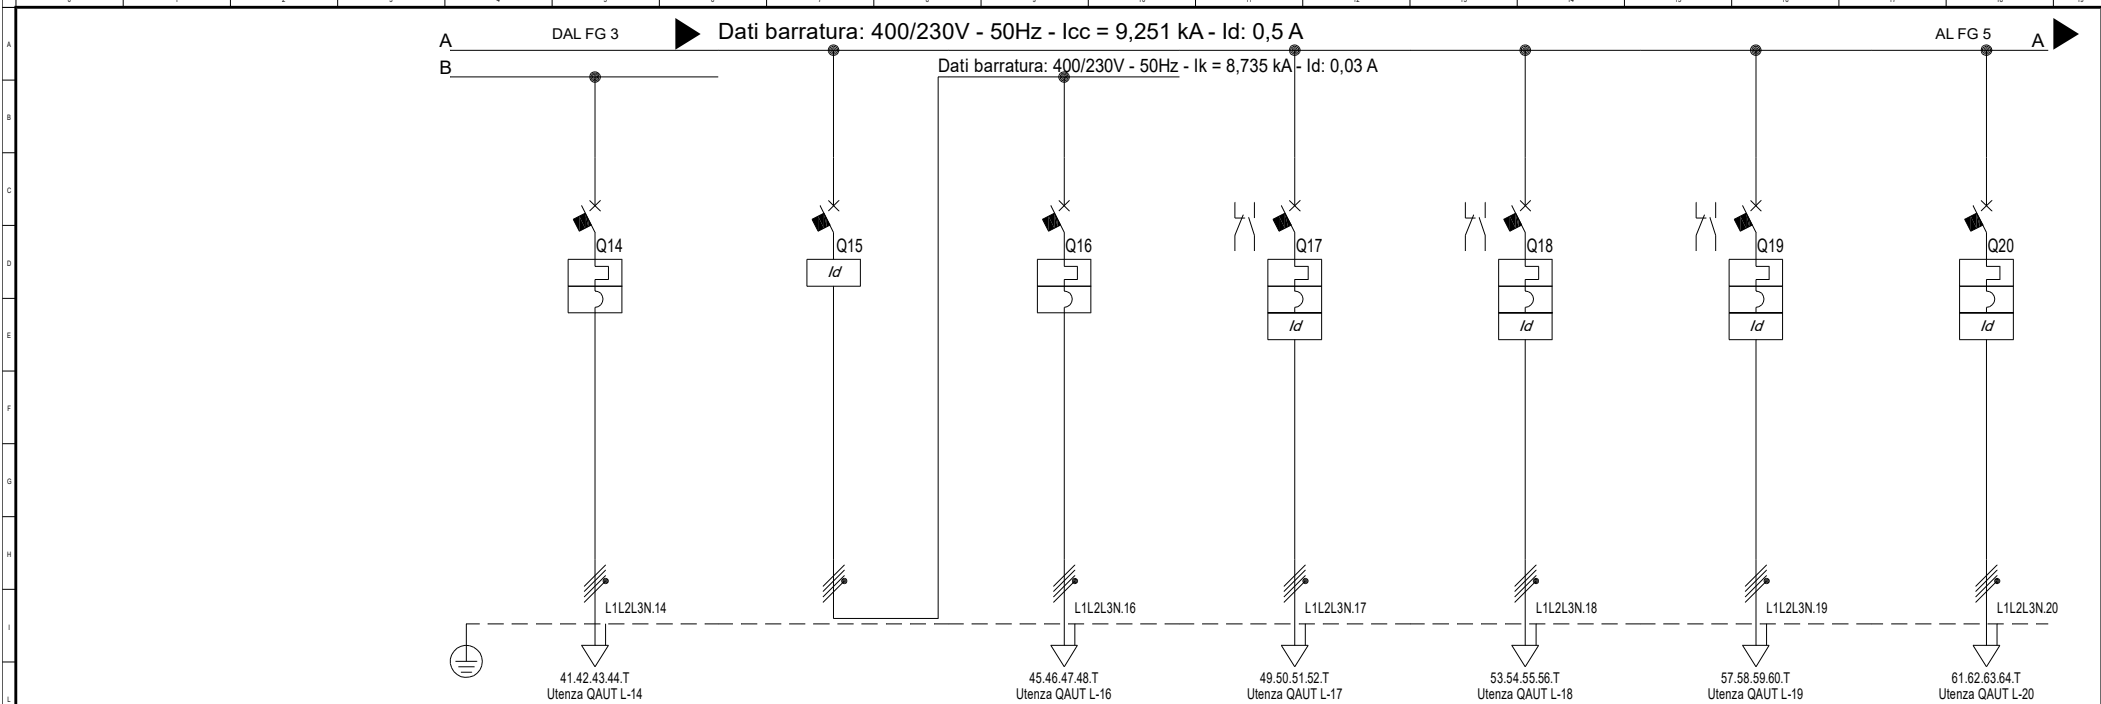 A DAL FG 3 Dati barratura: 400/230V - 50Hz - Icc = 9,251 kA - Id: 0,5 A AL FG 5 A
B Dati barratura: 400/230V - 50Hz - Ik = 8,735 kA - Id: 0,03 A
Q14 Q15 Q16 Q17 Q18 Q19 Q20
Id
Id Id Id Id
L1L2L3N.14 L1L2L3N.16 L1L2L3N.17 L1L2L3N.18 L1L2L3N.19 L1L2L3N.20
41.42.43.44.T 45.46.47.48.T 49.50.51.52.T 53.54.55.56.T 57.58.59.60.T 61.62.63.64.T
Utenza QAUT L-14 Utenza QAUT L-16 Utenza QAUT L-17 Utenza QAUT L-18 Utenza QAUT L-19 Utenza QAUT L-20
A
B
C
D
E
F
G
H
I
L